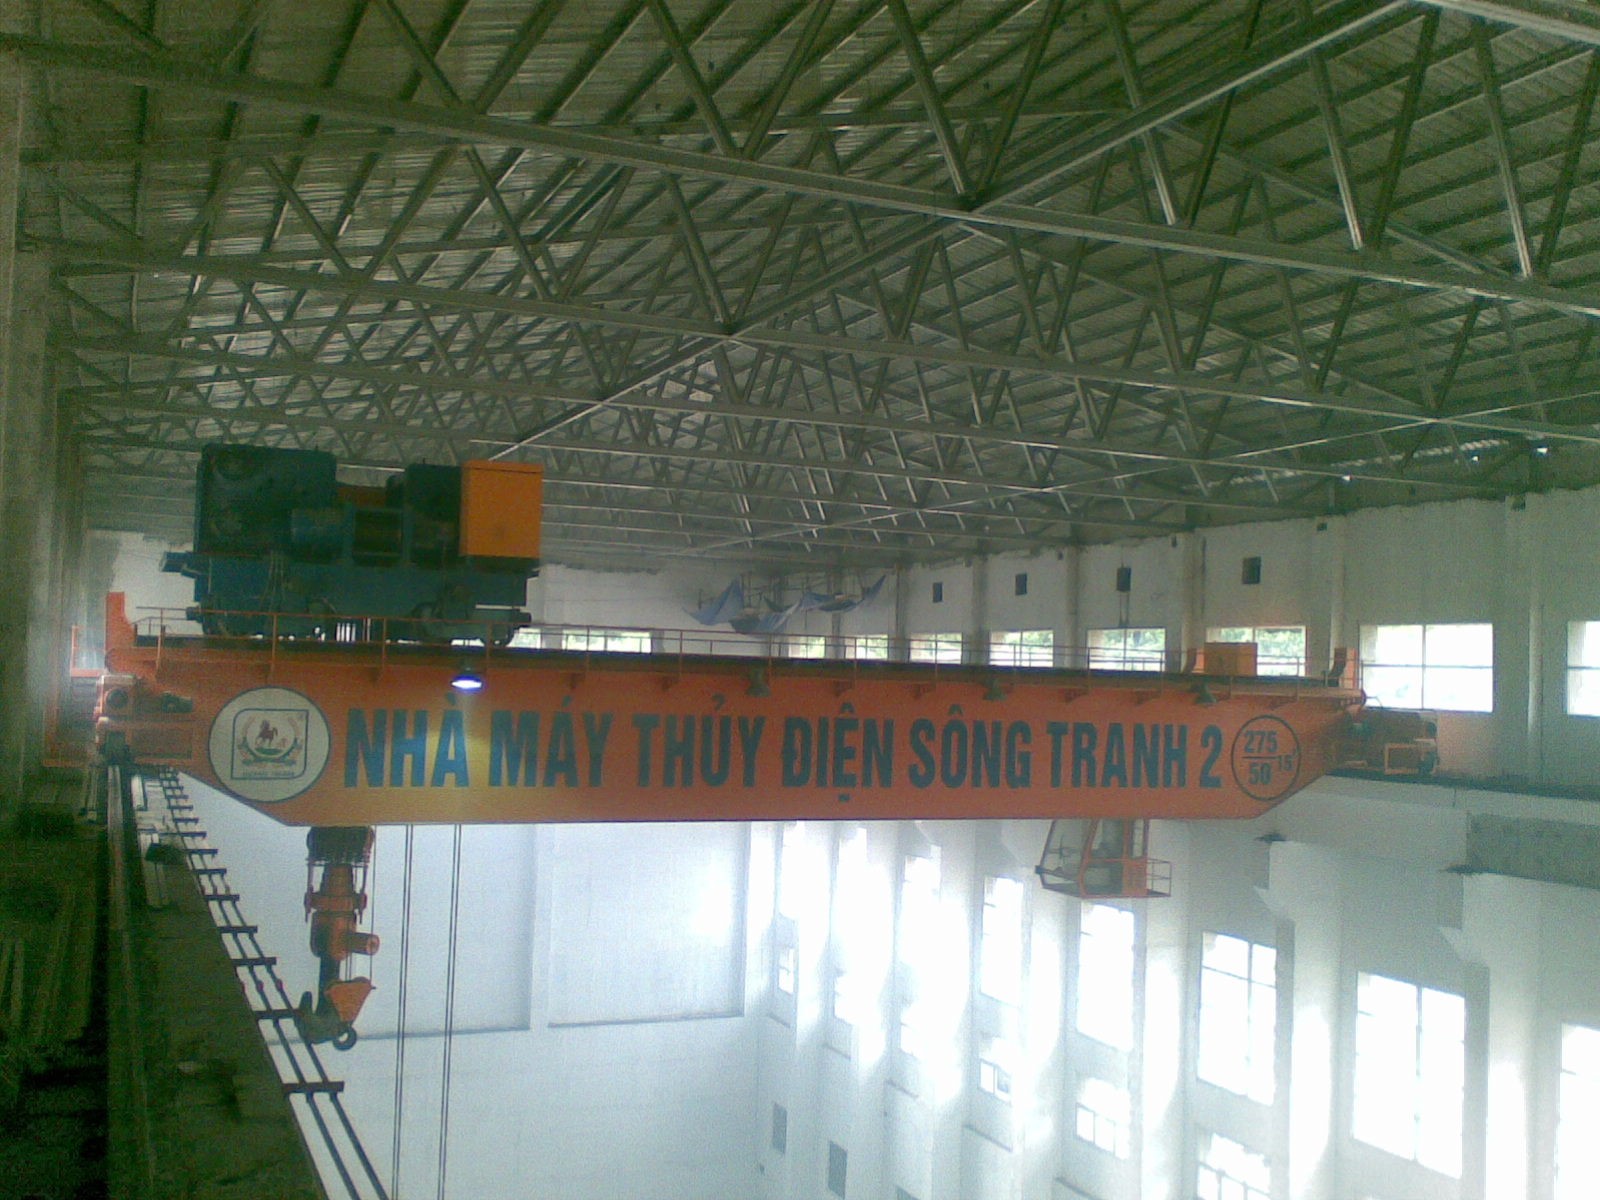 NHÀ MÁY THỦY ĐIỆN SÔNG TRANH 2
275
50 15